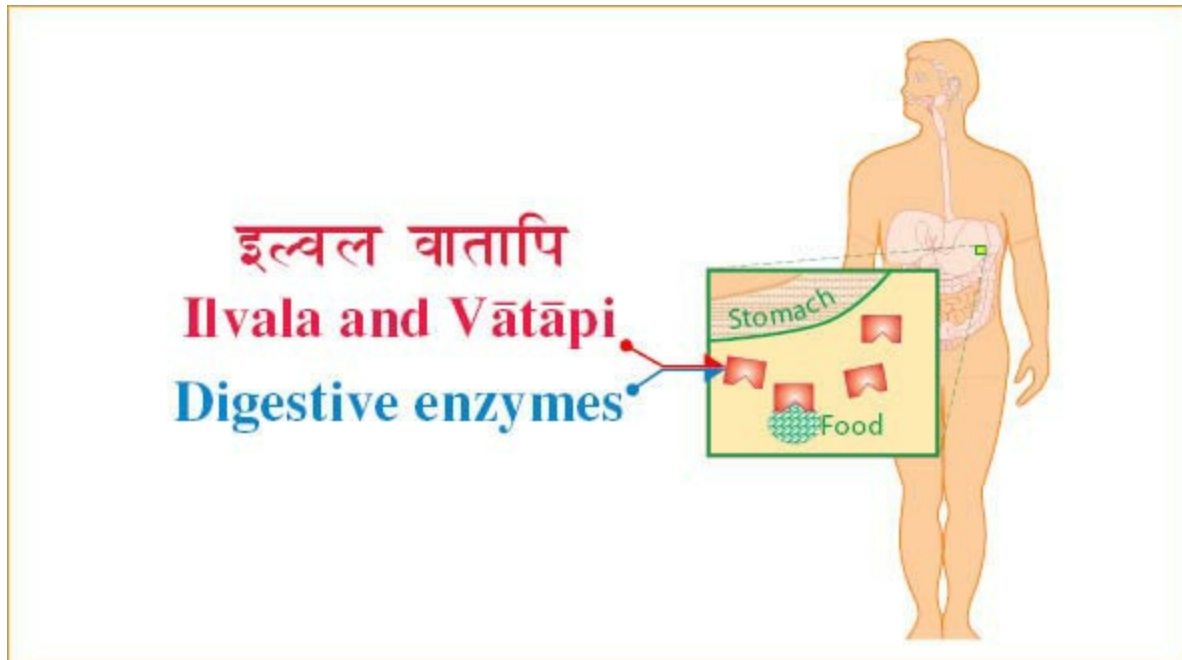 इल्वल वातापि
Ilvala and Vātāpi
Digestive enzymes
Stomach
Food